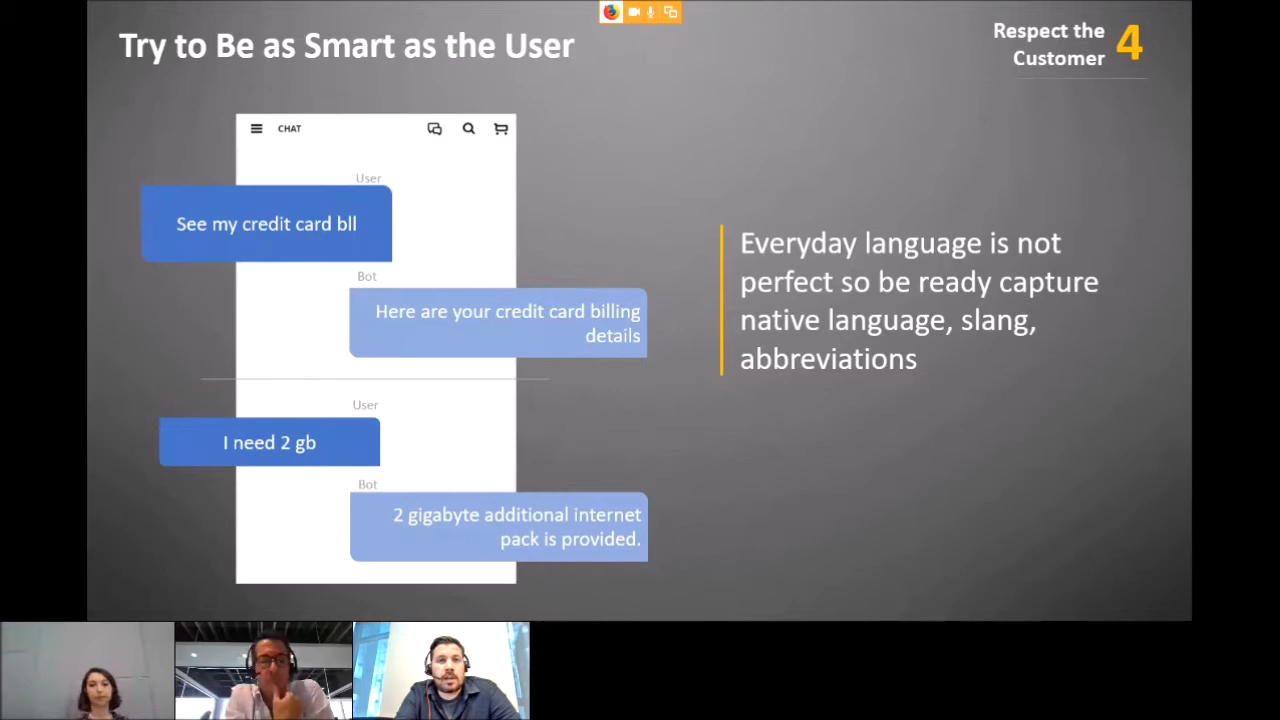 Try to Be as Smart as the User
Respect the
Customer
4
CHAT
User
See my credit card bll
Bot
Here are your credit card billing
details
User
I need 2 gb
Bot
2 gigabyte additional internet
pack is provided.
Everyday language is not
perfect so be ready capture
native language, slang,
abbreviations